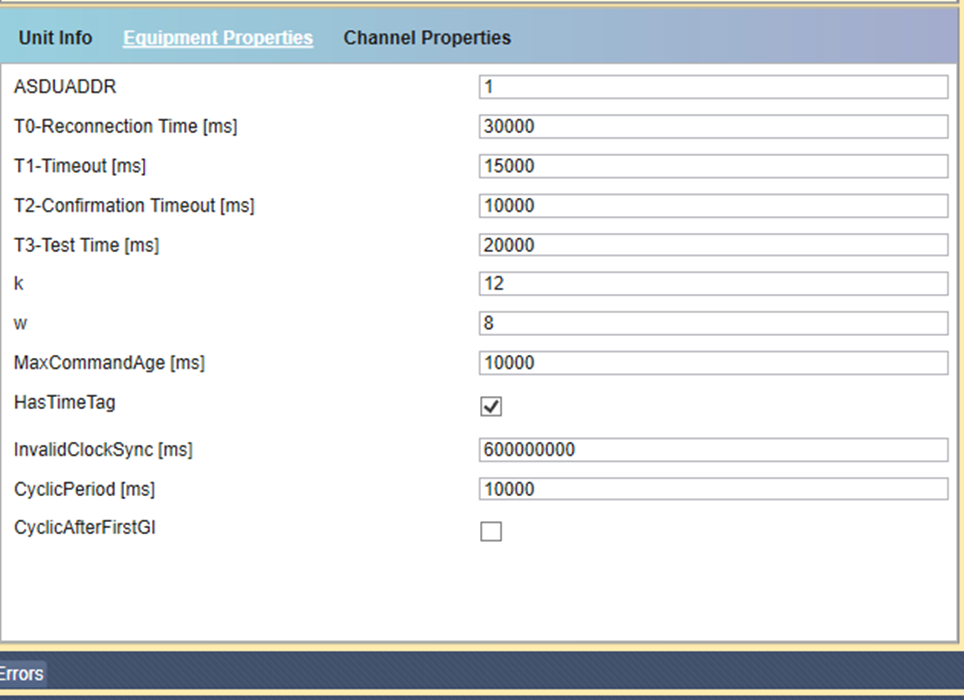 Unit Info Equipment Properties Channel Properties
ASDUADDR 1
T0-Reconnection Time [ms] 30000
T1-Timeout [ms] 15000
T2-Confirmation Timeout [ms] 10000
T3-Test Time [ms] 20000
k 12
w 8
MaxCommandAge [ms] 10000
HasTimeTag
InvalidClockSync [ms] 600000000
CyclicPeriod [ms] 10000
CyclicAfterFirstGI
Errors